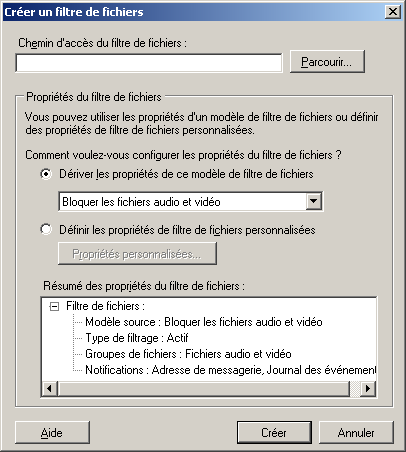 Créer un filtre de fichiers
Chemin d'accès du filtre de fichiers :
Parcourir...
Propriétés du filtre de fichiers
Vous pouvez utiliser les propriétés d'un modèle de filtre de fichiers ou définir
des propriétés de filtre de fichiers personnalisées.
Comment voulez-vous configurer les propriétés du filtre de fichiers ?
Dériver les propriétés de ce modèle de filtre de fichiers
Bloquer les fichiers audio et vidéo
Définir les propriétés de filtre de fichiers personnalisées
Propriétés personnalisées...
Résumé des propriétés du filtre de fichiers :
Filtre de fichiers :
Modèle source : Bloquer les fichiers audio et vidéo
Type de filtrage : Actif
Groupes de fichiers : Fichiers audio et vidéo
Notifications : Adresse de messagerie, Journal des événement
Aide
Créer
Annuler